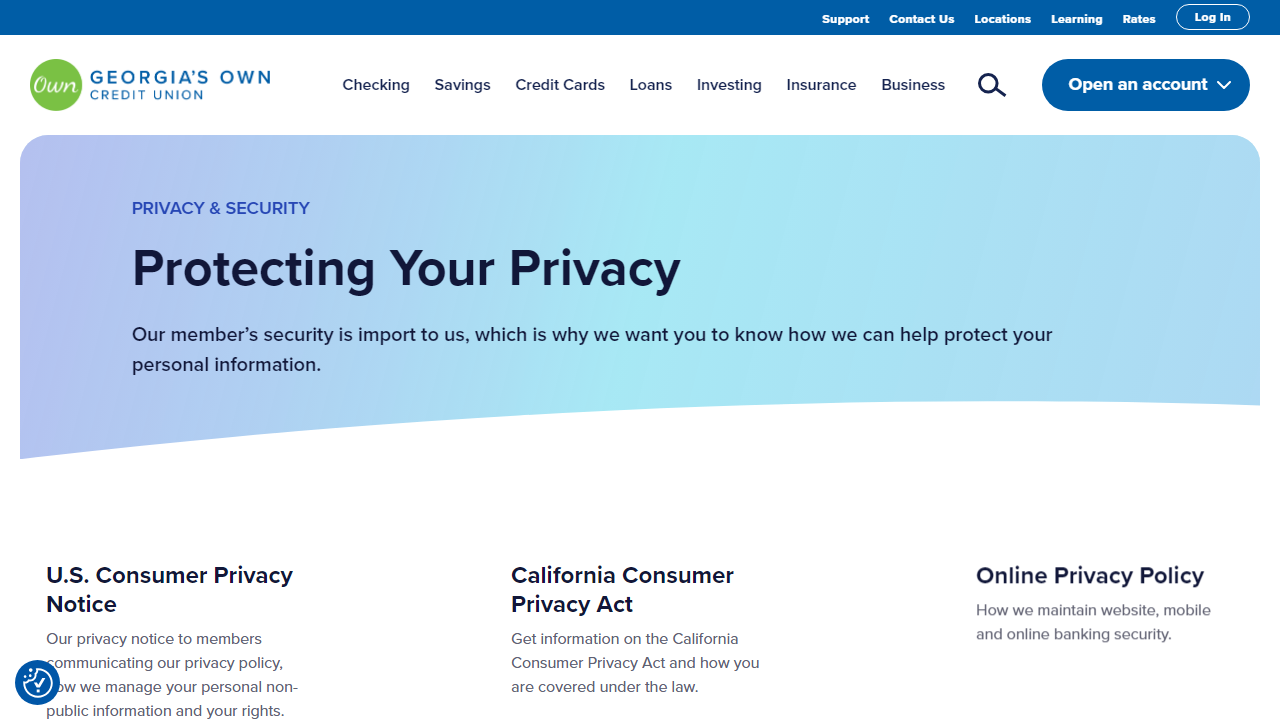 Support Contact Us Locations Learning Rates Log In
Own GEORGIA'S OWN
CREDIT UNION
Checking Savings Credit Cards Loans Investing Insurance Business Open an account
PRIVACY & SECURITY
Protecting Your Privacy
Our member’s security is import to us, which is why we want you to know how we can help protect your
personal information.
U.S. Consumer Privacy
Notice
Our privacy notice to members
communicating our privacy policy,
how we manage your personal non-
public information and your rights.
California Consumer
Privacy Act
Get information on the California
Consumer Privacy Act and how you
are covered under the law.
Online Privacy Policy
How we maintain website, mobile
and online banking security.